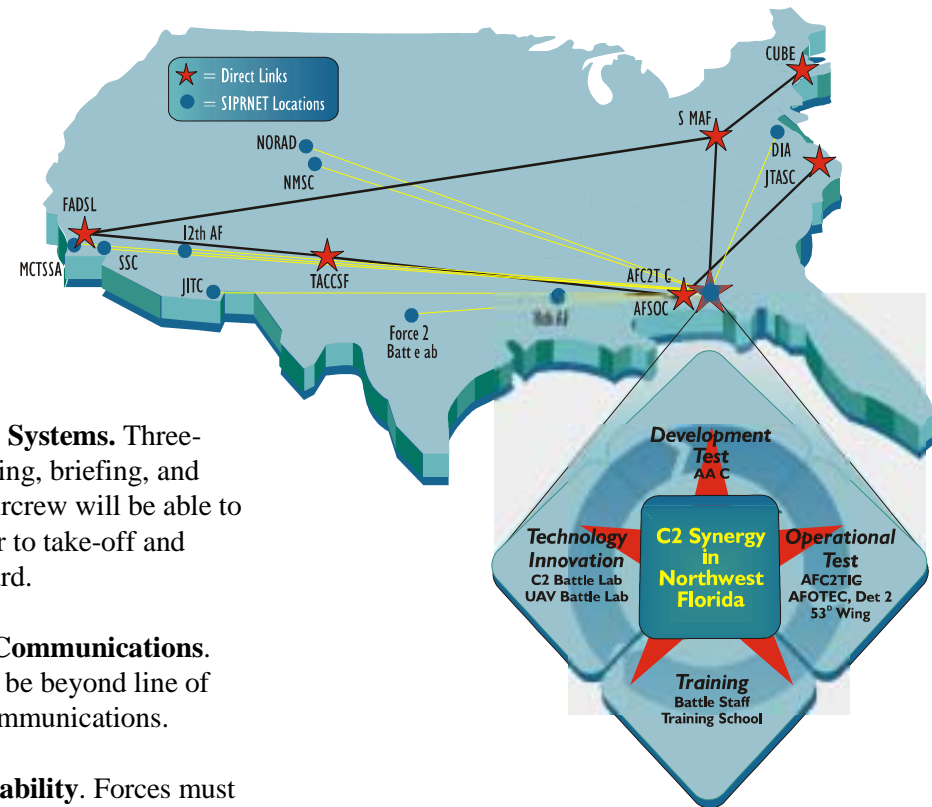 CUBE
= Direct Links
= SIPRNET Locations
S MAF
NORAD
DIA
NMSC
JTASC
FADSL
12th AF
SSC
MCTSSA
TACCSF
AFC2T G
JITC
AFSOC
Force 2
Batt e ab
Systems. Three-
ing, briefing, and
ircrew will be able to
r to take-off and
rd.
Communications.
be beyond line of
ommunications.
ability. Forces must
Development
Test
AA C
Technology
Innovation
C2 Battle Lab
UAV Battle Lab
C2 Synergy
in
Northwest
Florida
Operational
Test
AFC2TIG
AFOTEC, Det 2
53D Wing
Training
Battle Staff
Training School